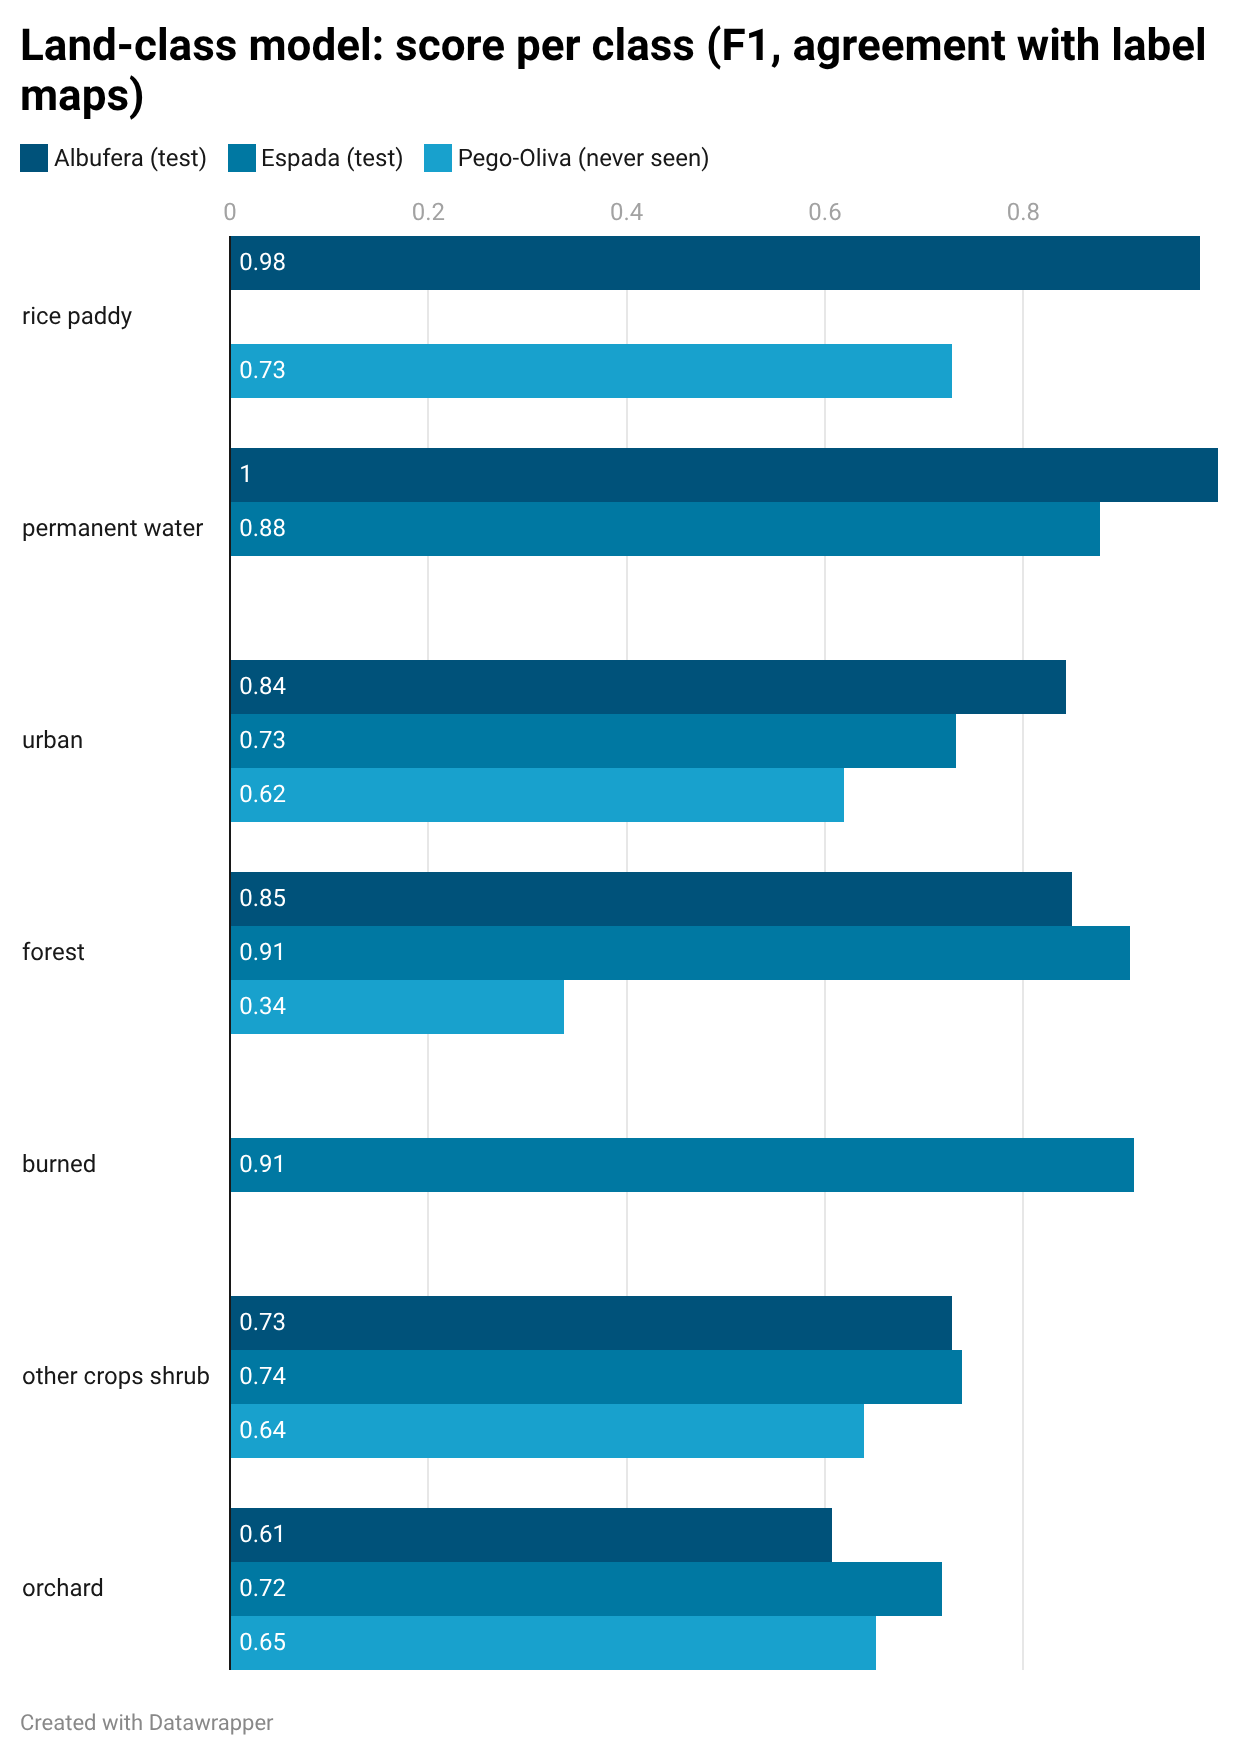 Land-class model: score per class (F1, agreement with label
maps)
Albufera (test) Espada (test) Pego-Oliva (never seen)
0 0.2 0.4 0.6 0.8
rice paddy
0.98
0.73
permanent water
1
0.88
urban
0.84
0.73
0.62
forest
0.85
0.91
0.34
burned
0.91
other crops shrub
0.73
0.74
0.64
orchard
0.61
0.72
0.65
Created with Datawrapper